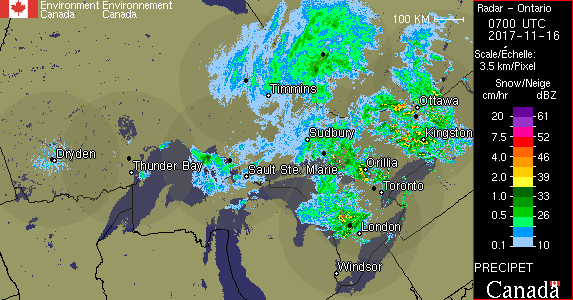 Environment Environnement
Canada Canada
100 KM
Timmins
Ottawa
Sudbury
Kingston
Dryden
Thunder Bay
Sault Ste. Marie
Orillia
Toronto
London
Windsor
Radar - Ontario
0700 UTC
2017-11-16
Scale/Échelle:
3.5 km/Pixel
Snow/Neige
cm/hr dBZ
20 61
7.5 52
4.0 46
2.0 39
1.0 33
0.5 26
0.1 10
PRECIPET
Canada